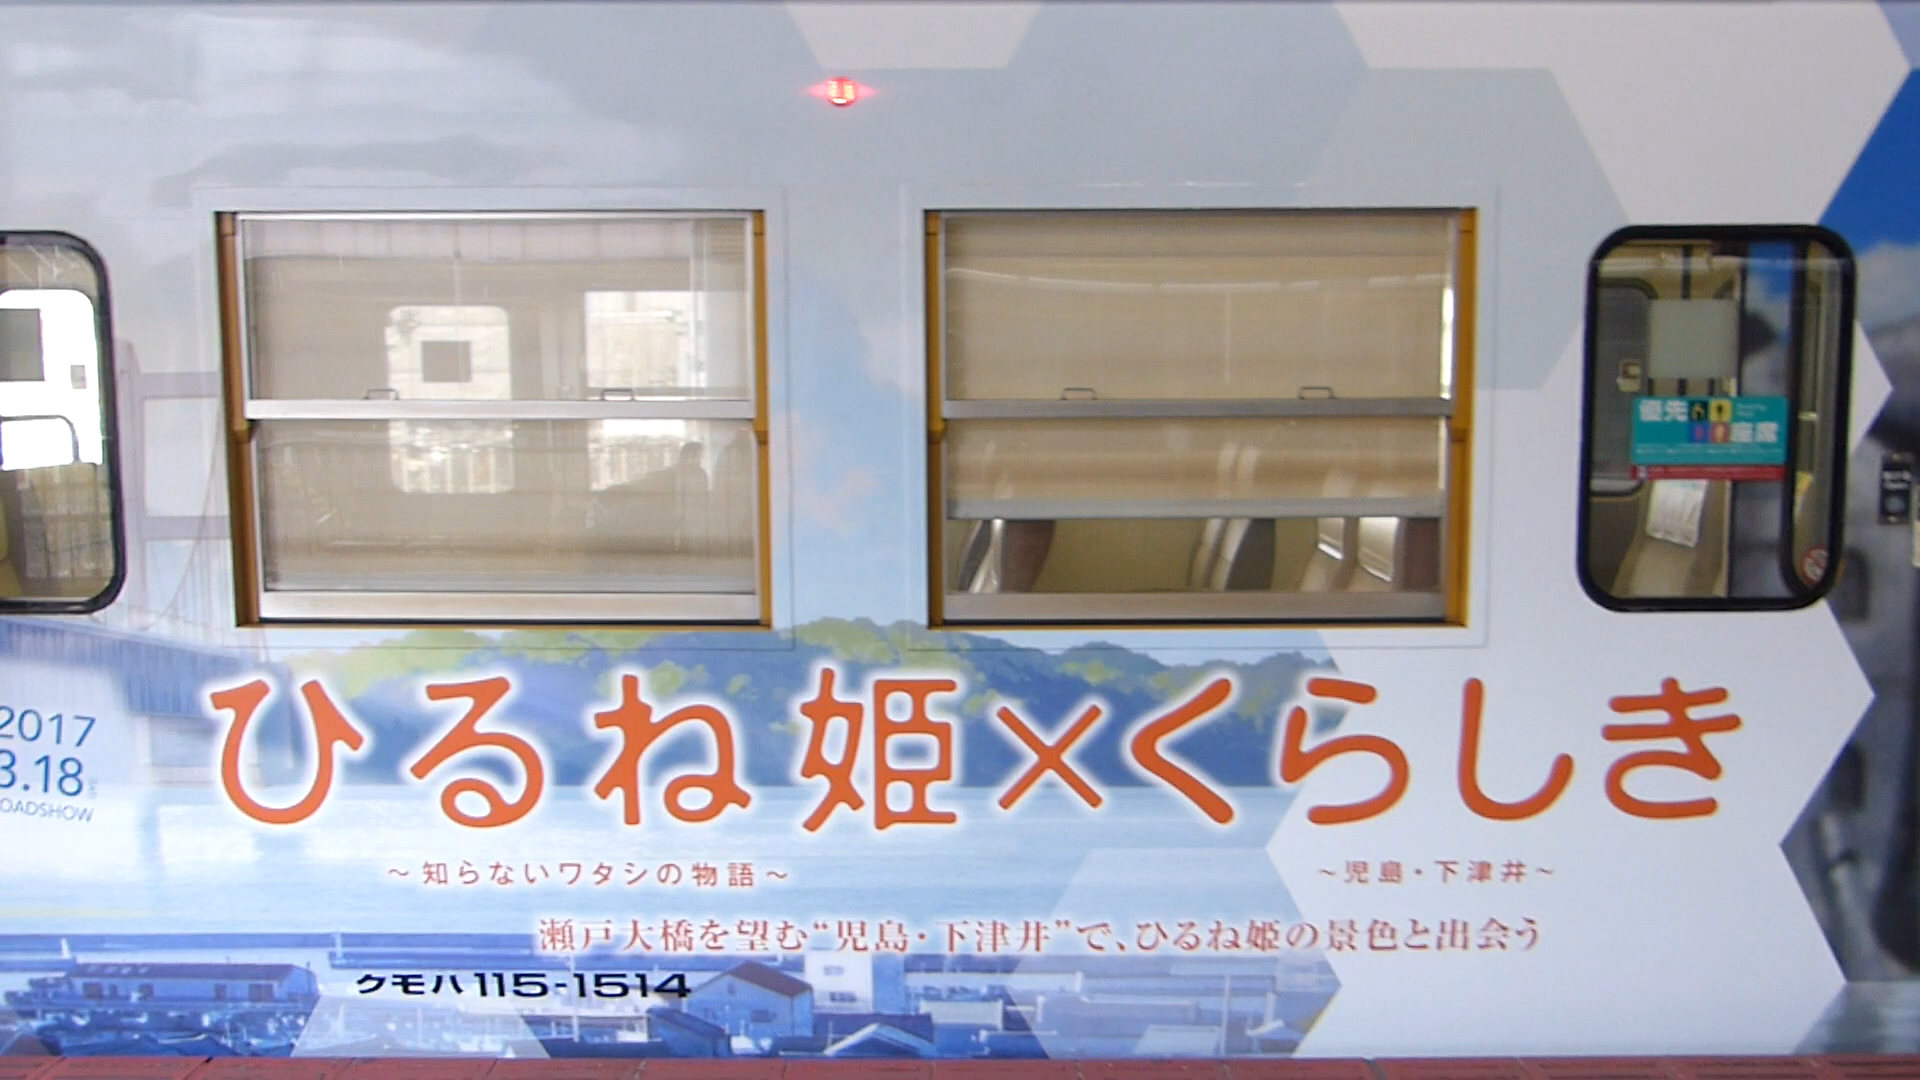 優先
座席
2017
3.18
ROADSHOW
ひるね姫×くらしき
～知らないワタシの物語～
～児島・下津井～
瀬戸大橋を望む“児島・下津井”で、ひるね姫の景色と出会う
クモハ115-1514